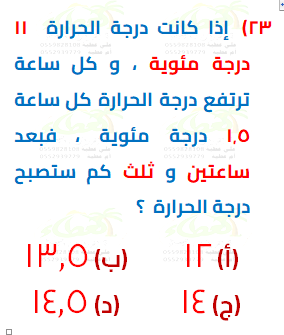 ٢٣) إذا كانت درجة الحرارة ١١
درجة مئوية ، و كل ساعة
ترتفع درجة الحرارة كل ساعة
١,٥ درجة مئوية ، فبعد
ساعتين و ثلث كم ستصبح
درجة الحرارة ؟
(أ) ١٢ (ب) ١٣,٥
(ج) ١٤ (د) ١٤,٥